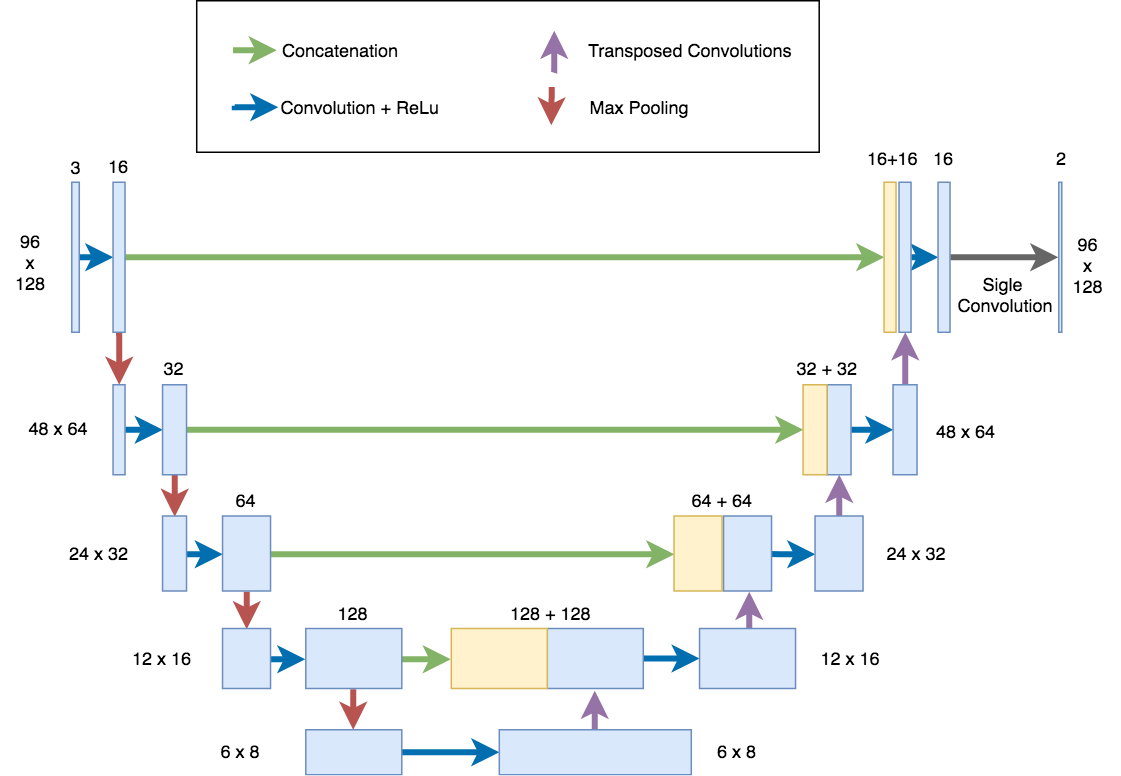 Concatenation
Transposed Convolutions
Convolution + ReLu
Max Pooling
3
16
16+16
16
2
96
x
128
96
x
128
Sigle
Convolution
32
32 + 32
48 x 64
48 x 64
64
64 + 64
24 x 32
24 x 32
128
128 + 128
12 x 16
12 x 16
6 x 8
6 x 8